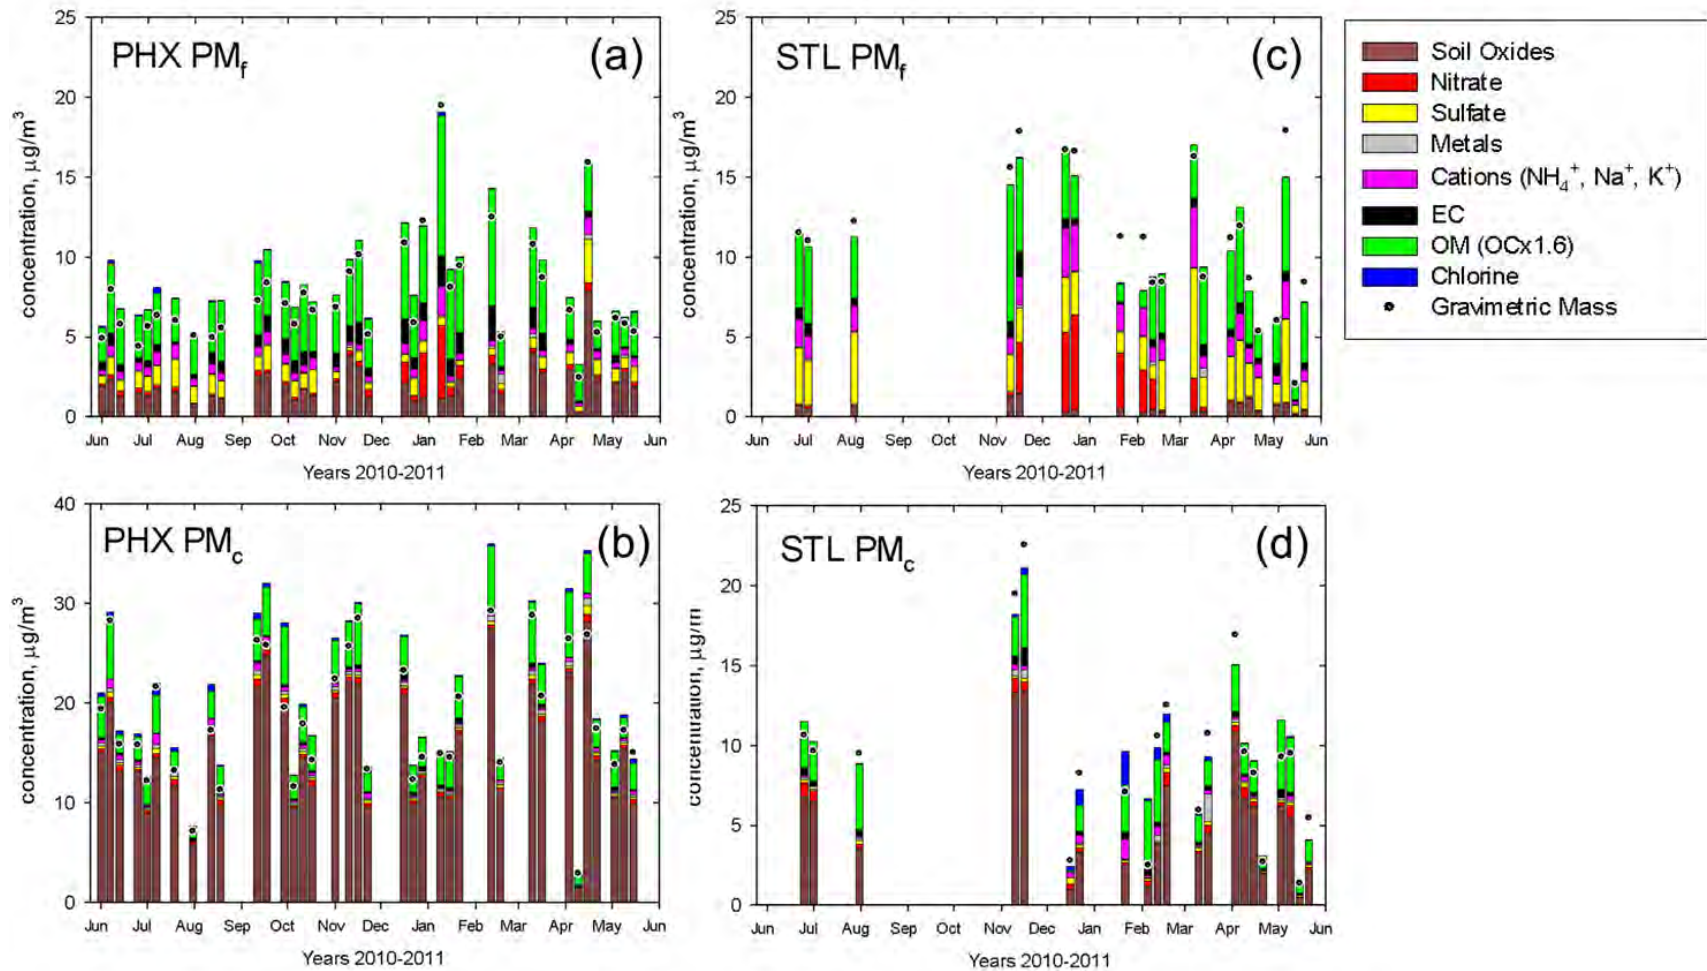 PHX PMf
(a)
concentration, µg/m³
25
20
15
10
5
0
Jun Jul Aug Sep Oct Nov Dec Jan Feb Mar Apr May Jun
Years 2010-2011
STL PMf
(c)
concentration, µg/m³
25
20
15
10
5
0
Jun Jul Aug Sep Oct Nov Dec Jan Feb Mar Apr May Jun
Years 2010-2011
Soil Oxides
Nitrate
Sulfate
Metals
Cations (NH₄⁺, Na⁺, K⁺)
EC
OM (OCx1.6)
Chlorine
Gravimetric Mass
PHX PMc
(b)
concentration, µg/m³
40
30
20
10
0
Jun Jul Aug Sep Oct Nov Dec Jan Feb Mar Apr May Jun
Years 2010-2011
STL PMc
(d)
concentration, µg/m
25
20
15
10
5
0
Jun Jul Aug Sep Oct Nov Dec Jan Feb Mar Apr May Jun
Years 2010-2011